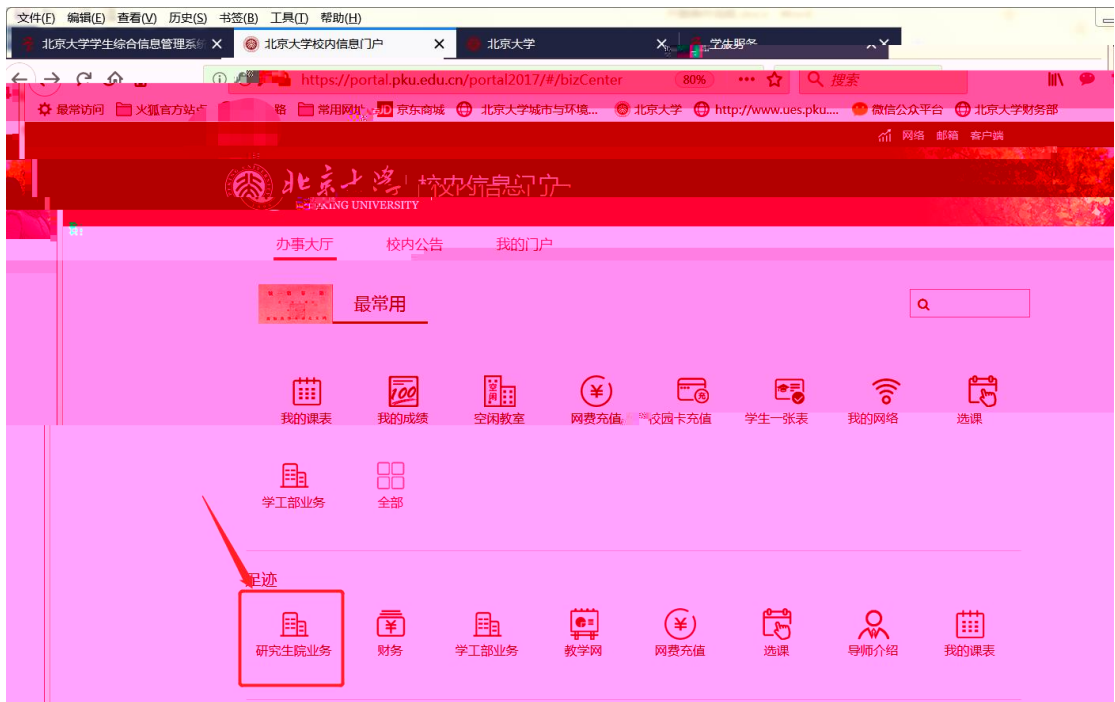 文件(F) 编辑(E) 查看(V) 历史(S) 书签(B) 工具(T) 帮助(H)
北京大学学生综合信息管理系统 北京大学校内信息门户 北京大学
https://portal.pku.edu.cn/portal2017/#/bizCenter 80% 搜索
最常访问 火狐官方站点 常用网址 JD 京东商城 北京大学城市与环境... 北京大学 http://www.ues.pku.... 微信公众平台 北京大学财务部
网络 邮箱 客户端
北京大学 校内信息门户
PEKING UNIVERSITY
办事大厅 校内公告 我的门户
最常用
我的课表 我的成绩 空闲教室 网费充值 校园卡充值 学生一张表 我的网络 选课
学工部业务 全部
足迹
研究生院业务 财务 学工部业务 教学网 网费充值 选课 导师介绍 我的课表